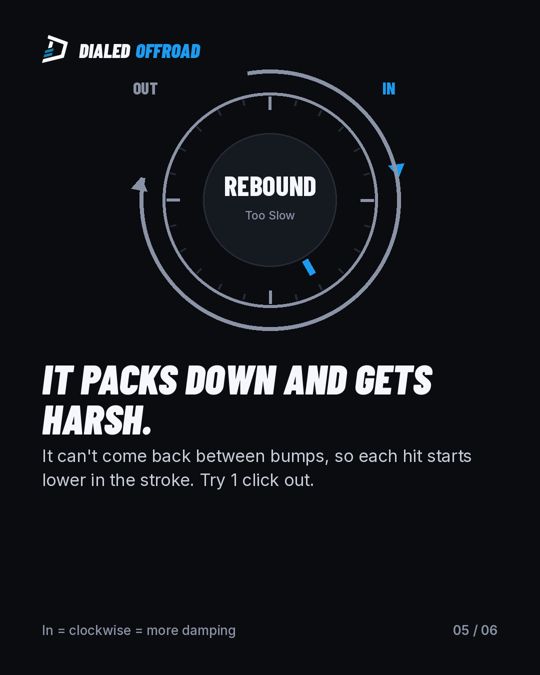 DIALED OFFROAD
OUT
IN
REBOUND
Too Slow
IT PACKS DOWN AND GETS
HARSH.
It can't come back between bumps, so each hit starts
lower in the stroke. Try 1 click out.
In = clockwise = more damping
05 / 06